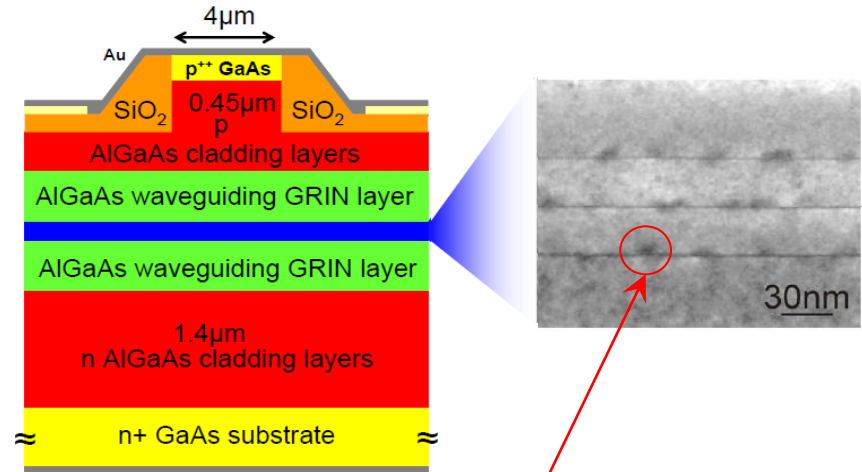 4μm
Au
p⁺⁺ GaAs
SiO₂ 0.45μm SiO₂
p
AlGaAs cladding layers
AlGaAs waveguiding GRIN layer
AlGaAs waveguiding GRIN layer
30nm
1.4μm
n AlGaAs cladding layers
≈ n+ GaAs substrate ≈